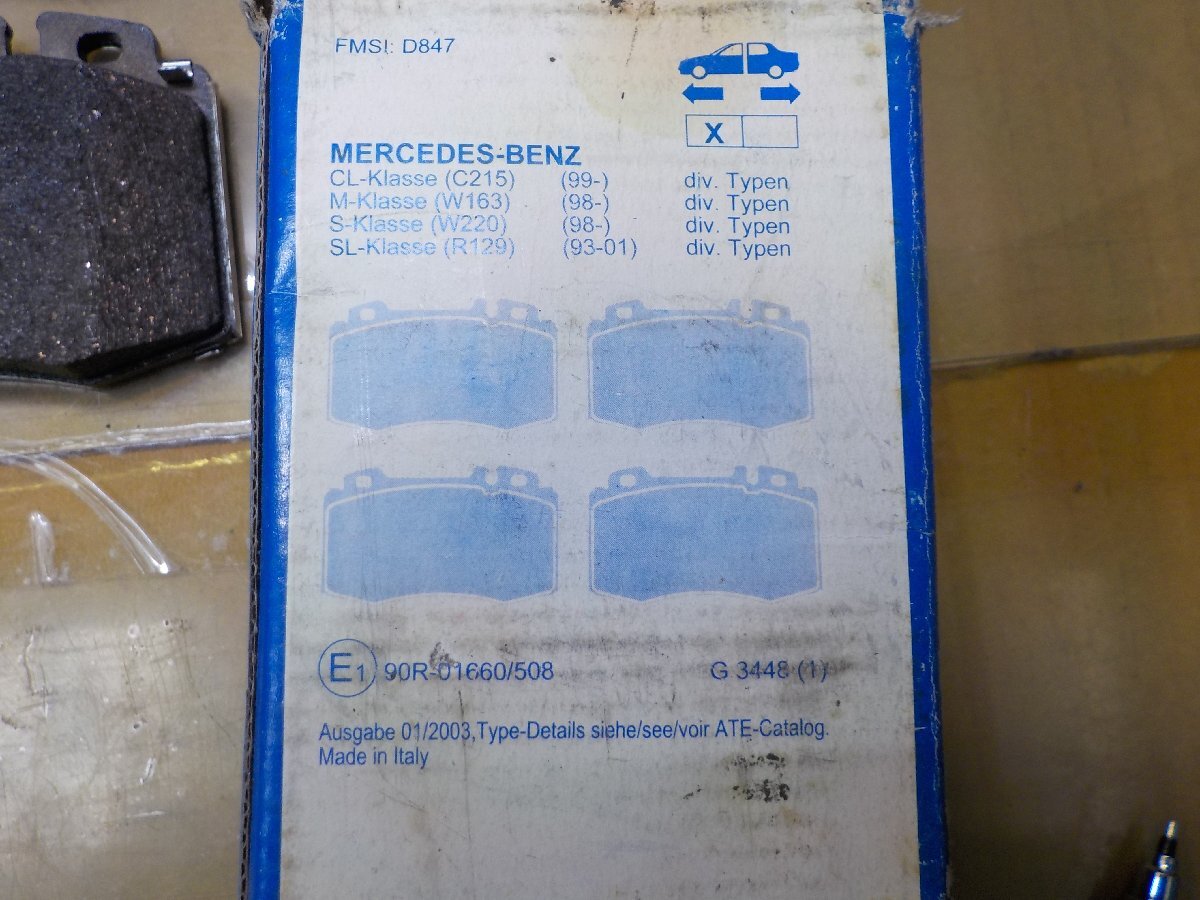 FMSI: D847
X
MERCEDES-BENZ
CL-Klasse (C215) (99-) div. Typen
M-Klasse (W163) (98-) div. Typen
S-Klasse (W220) (98-) div. Typen
SL-Klasse (R129) (93-01) div. Typen
E1 90R-01660/508 G 3448 (1)
Ausgabe 01/2003,Type-Details siehe/see/voir ATE-Catalog.
Made in Italy